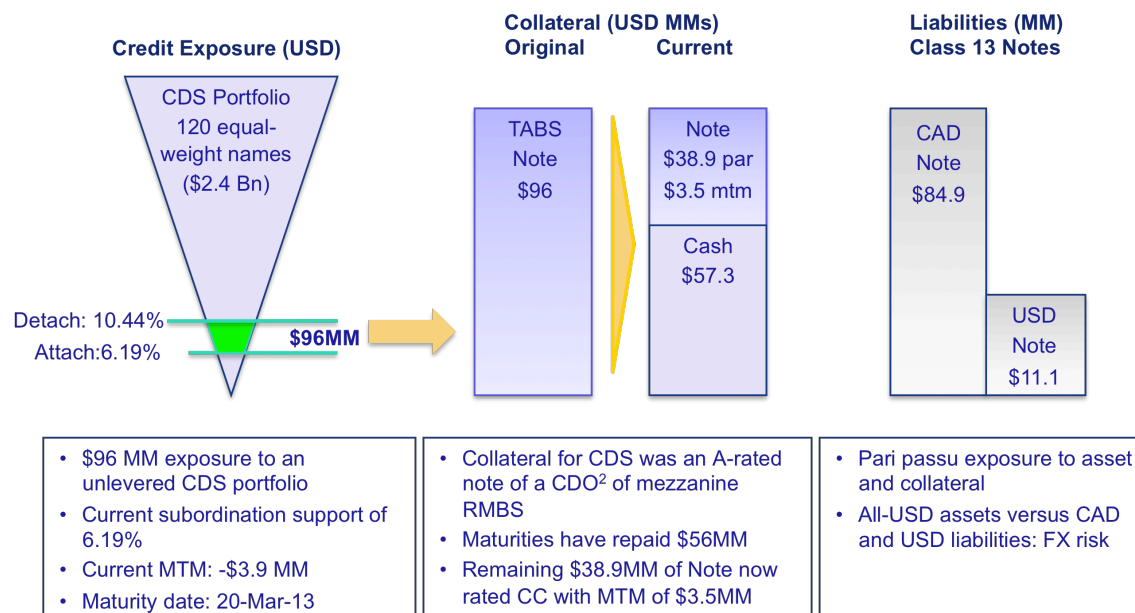 Credit Exposure (USD)
CDS Portfolio
120 equal-
weight names
($2.4 Bn)
Detach: 10.44%
Attach:6.19%
$96MM
Collateral (USD MMs)
Original
Current
TABS
Note
$96
Note
$38.9 par
$3.5 mtm
Cash
$57.3
Liabilities (MM)
Class 13 Notes
CAD
Note
$84.9
USD
Note
$11.1
• $96 MM exposure to an
unlevered CDS portfolio
• Current subordination support of
6.19%
• Current MTM: -$3.9 MM
• Maturity date: 20-Mar-13
• Collateral for CDS was an A-rated
note of a CDO² of mezzanine
RMBS
• Maturities have repaid $56MM
• Remaining $38.9MM of Note now
rated CC with MTM of $3.5MM
• Pari passu exposure to asset
and collateral
• All-USD assets versus CAD
and USD liabilities: FX risk